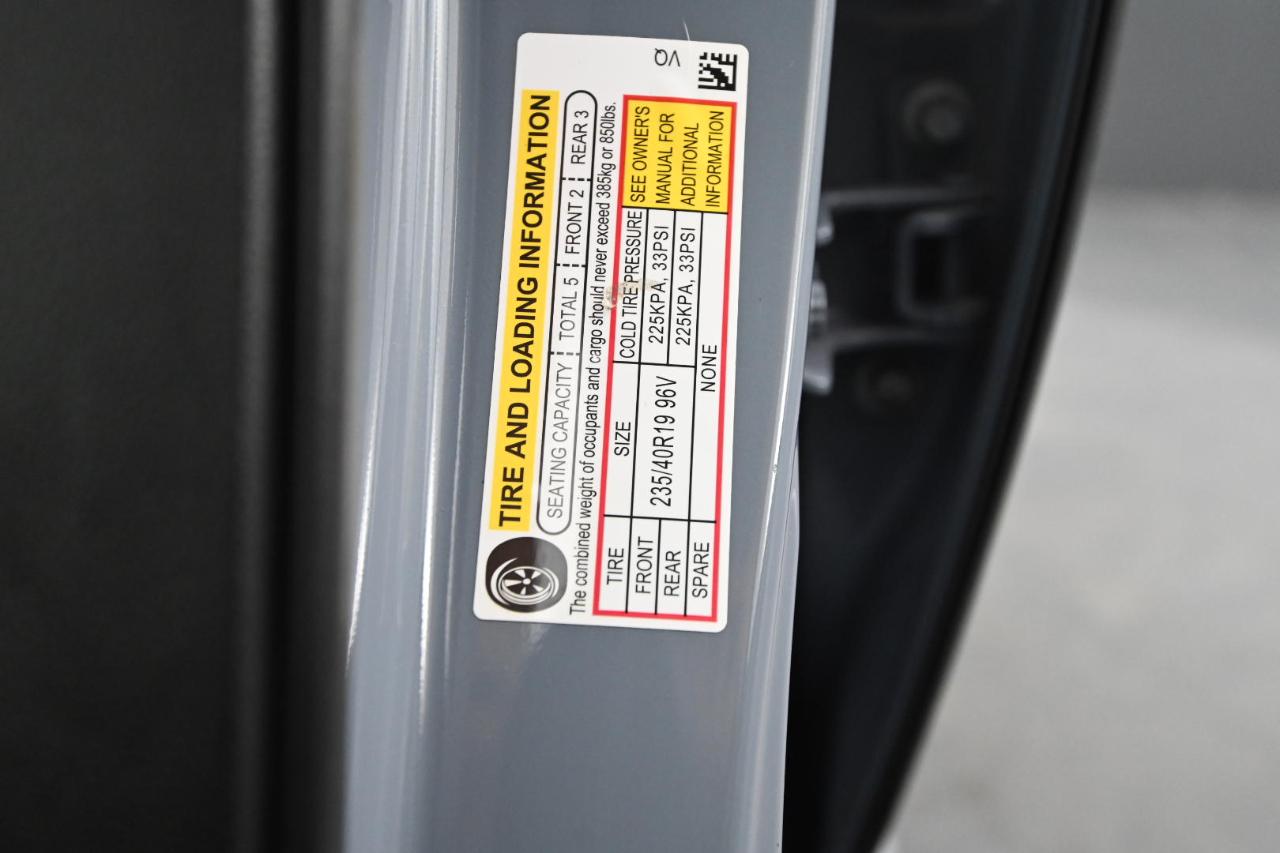 VQ
TIRE AND LOADING INFORMATION
SEATING CAPACITY TOTAL 5 FRONT 2 REAR 3
The combined weight of occupants and cargo should never exceed 385kg or 850lbs.
TIRE SIZE COLD TIRE PRESSURE
FRONT 235/40R19 96V 225KPA, 33PSI
REAR 225KPA, 33PSI
SPARE NONE
SEE OWNER'S
MANUAL FOR
ADDITIONAL
INFORMATION